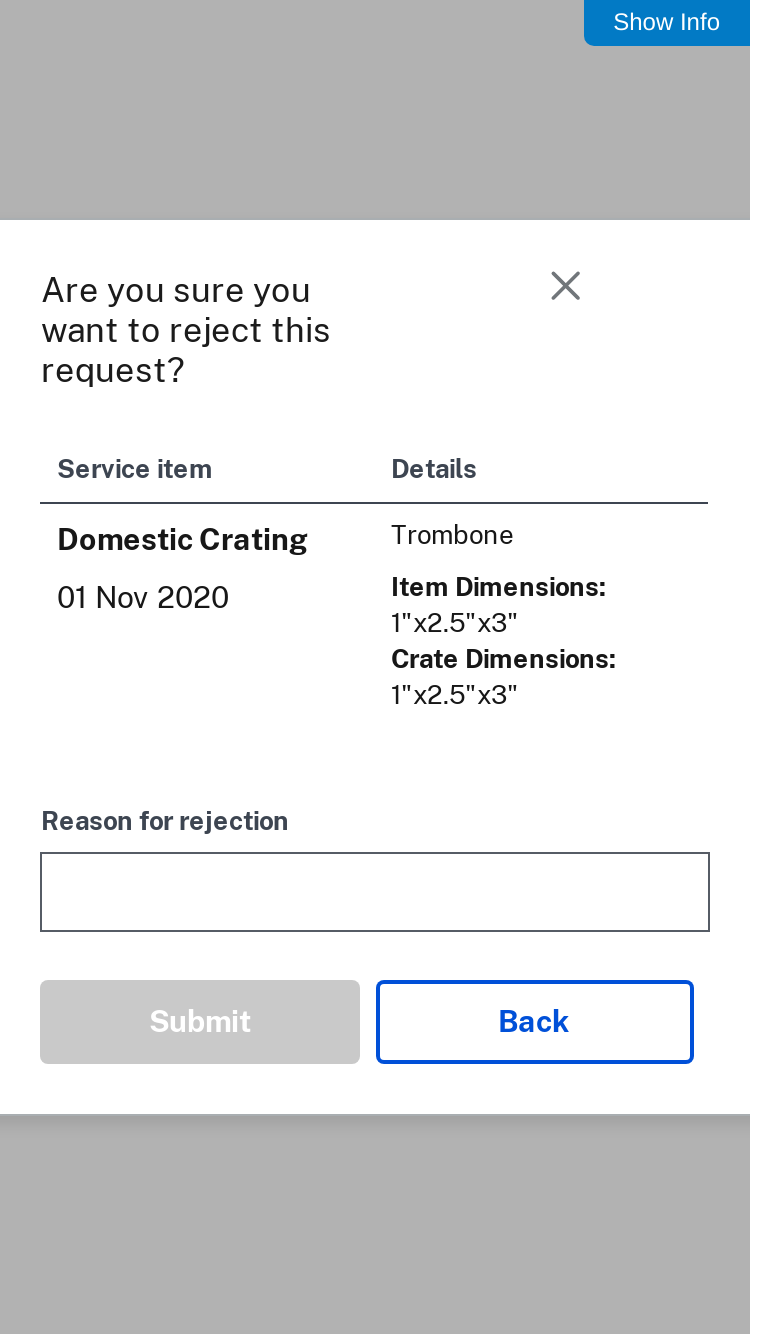 Show Info
Are you sure you
want to reject this
request?
Service item
Details
Domestic Crating
01 Nov 2020
Trombone
Item Dimensions:
1"x2.5"x3"
Crate Dimensions:
1"x2.5"x3"
Reason for rejection
Submit
Back